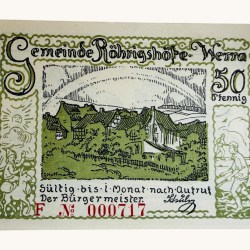 Gemeinde Röhrigshöfe-Werra
50
Pfennig
Gültig-bis-1-Monat-nach-Aufruf
Der Bürgermeister
F № 000717